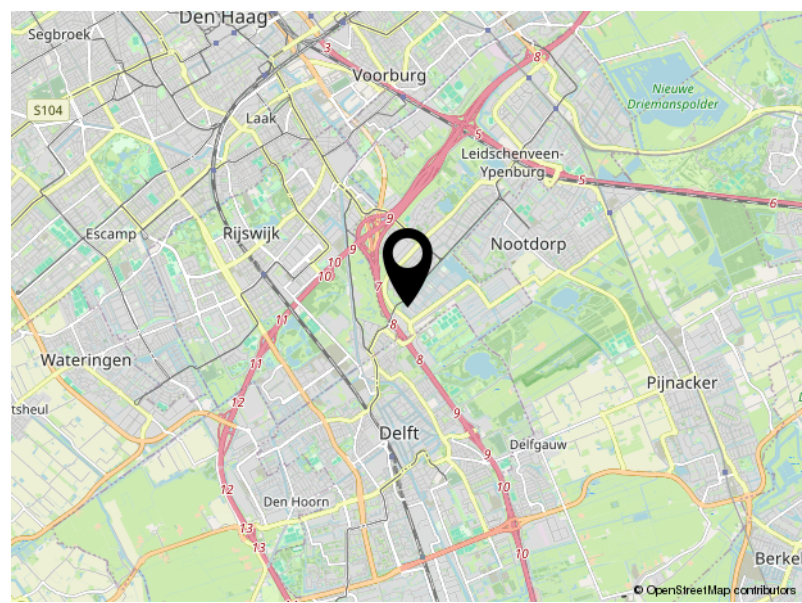 Den Haag
Segbroek
3
8
Voorburg
Nieuwe
Driemanspolder
S104
Laak
5
Leidschenveen-
Ypenburg
5
6
9
Escamp
Rijswijk
9
Nootdorp
10
10
7
11
8
11
8
Wateringen
Pijnacker
12
tsheul
9
Delft
Delfgauw
9
12
10
Den Hoorn
13
13
10
Berkel
© OpenStreetMap contributors